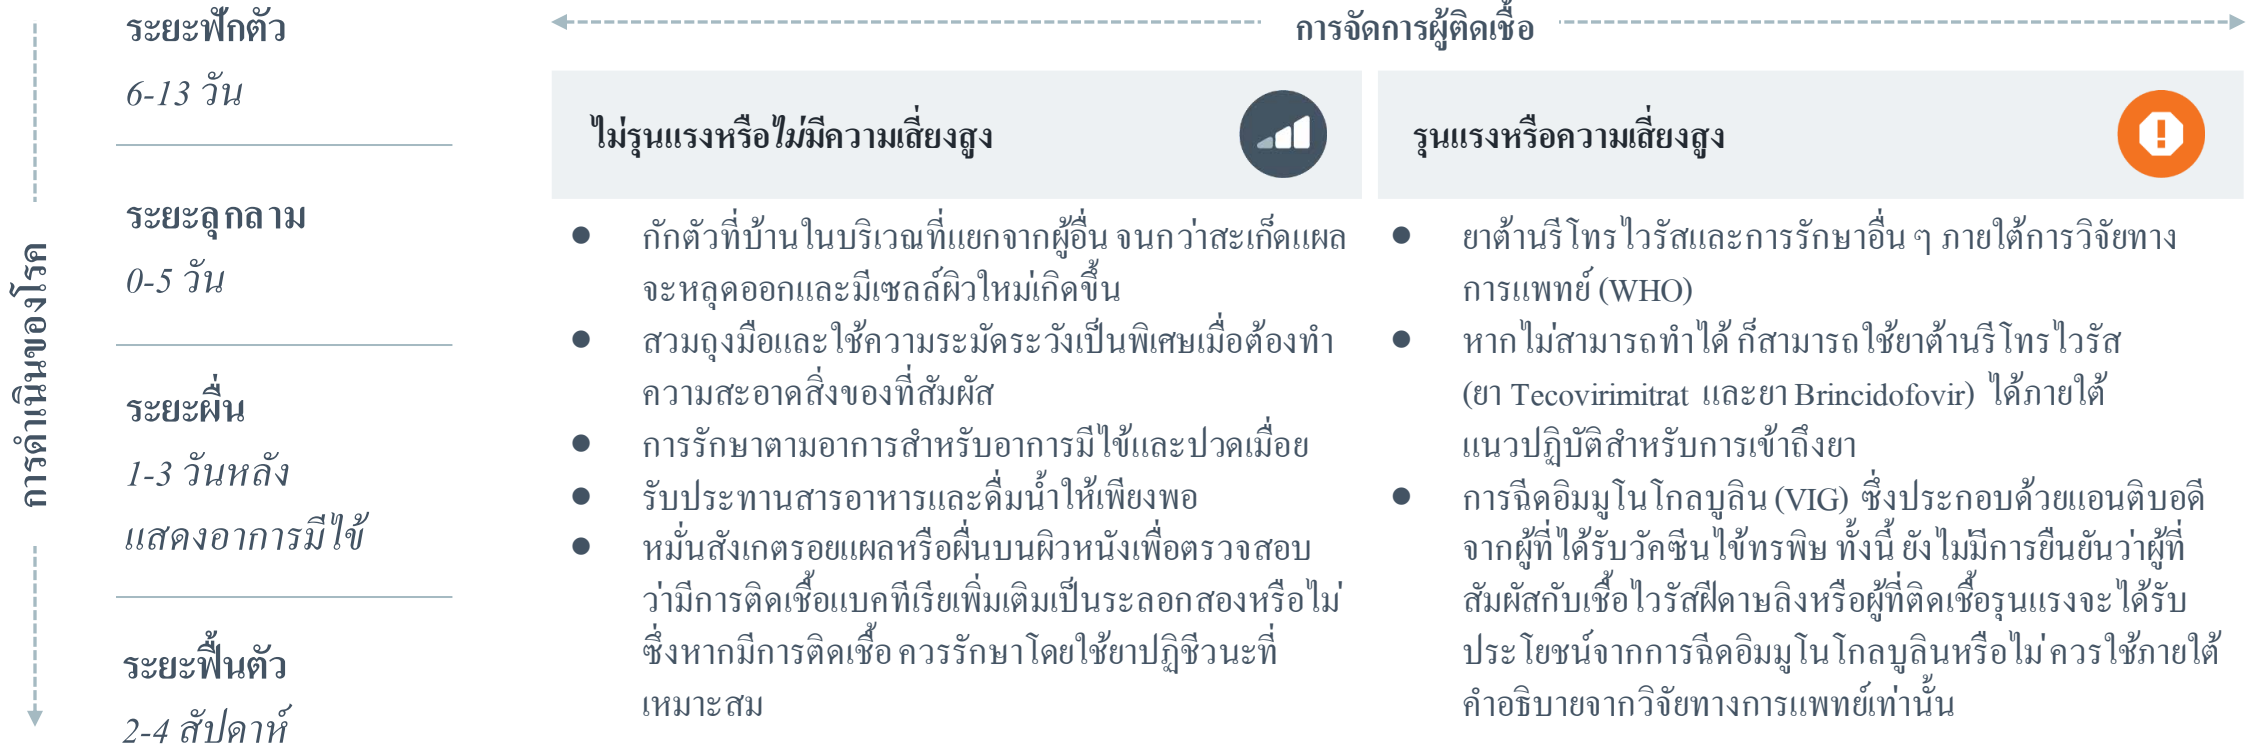 การดำเนินของโรค
ระยะฟักตัว
6-13 วัน
ระยะลุกลาม
0-5 วัน
ระยะผื่น
1-3 วันหลัง
แสดงอาการมีไข้
ระยะฟื้นตัว
2-4 สัปดาห์
การจัดการผู้ติดเชื้อ
ไม่รุนแรงหรือไม่มีความเสี่ยงสูง
กักตัวที่บ้านในบริเวณที่แยกจากผู้อื่น จนกว่าสะเก็ดแผล
จะหลุดออกและมีเซลล์ผิวใหม่เกิดขึ้น
สวมถุงมือและใช้ความระมัดระวังเป็นพิเศษเมื่อต้องทำ
ความสะอาดสิ่งของที่สัมผัส
การรักษาตามอาการสำหรับอาการมีไข้และปวดเมื่อย
รับประทานสารอาหารและดื่มน้ำให้เพียงพอ
หมั่นสังเกตรอยแผลหรือผื่นบนผิวหนังเพื่อตรวจสอบ
ว่ามีการติดเชื้อแบคทีเรียเพิ่มเติมเป็นระลอกสองหรือไม่
ซึ่งหากมีการติดเชื้อ ควรรักษาโดยใช้ยาปฏิชีวนะที่
เหมาะสม
รุนแรงหรือความเสี่ยงสูง
ยาต้านรีโทรไวรัสและการรักษาอื่น ๆ ภายใต้การวิจัยทาง
การแพทย์ (WHO)
หากไม่สามารถทำได้ ก็สามารถใช้ยาต้านรีโทรไวรัส
(ยา Tecovirimitrat และยา Brincidofovir) ได้ภายใต้
แนวปฏิบัติสำหรับการเข้าถึงยา
การฉีดอิมมูโนโกลบูลิน (VIG) ซึ่งประกอบด้วยแอนติบอดี
จากผู้ที่ได้รับวัคซีนไข้ทรพิษ ทั้งนี้ ยังไม่มีการยืนยันว่าผู้ที่
สัมผัสกับเชื้อไวรัสฝีดาษลิงหรือผู้ที่ติดเชื้อรุนแรงจะได้รับ
ประโยชน์จากการฉีดอิมมูโนโกลบูลินหรือไม่ ควรใช้ภายใต้
คำอธิบายจากวิจัยทางการแพทย์เท่านั้น